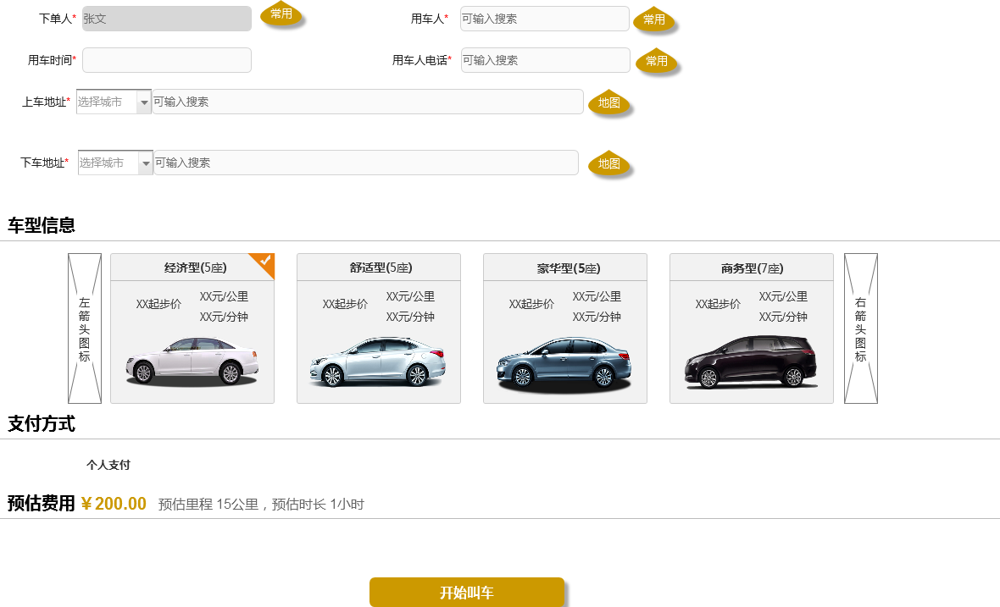 下单人* 张文 常用 用车人* 可输入搜索 常用
用车时间* 用车人电话* 可输入搜索 常用
上车地址* 选择城市 可输入搜索 地图
下车地址* 选择城市 可输入搜索 地图
车型信息
左箭头图标
经济型(5座)
XX起步价
XX元/公里
XX元/分钟
舒适型(5座)
XX起步价
XX元/公里
XX元/分钟
豪华型(5座)
XX起步价
XX元/公里
XX元/分钟
商务型(7座)
XX起步价
XX元/公里
XX元/分钟
右箭头图标
支付方式
个人支付
预估费用 ¥200.00 预估里程 15公里，预估时长 1小时
开始叫车